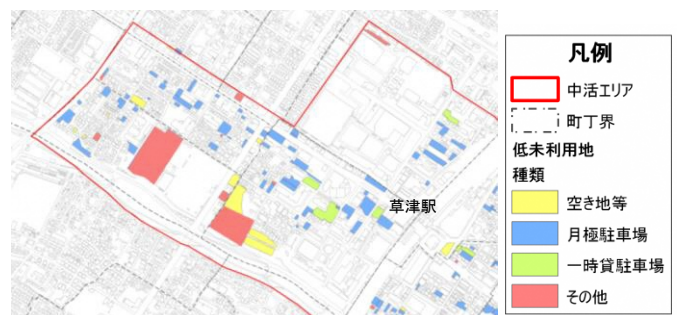 草津駅
凡例
中活エリア
町丁界
低未利用地
種類
空き地等
月極駐車場
一時貸駐車場
その他